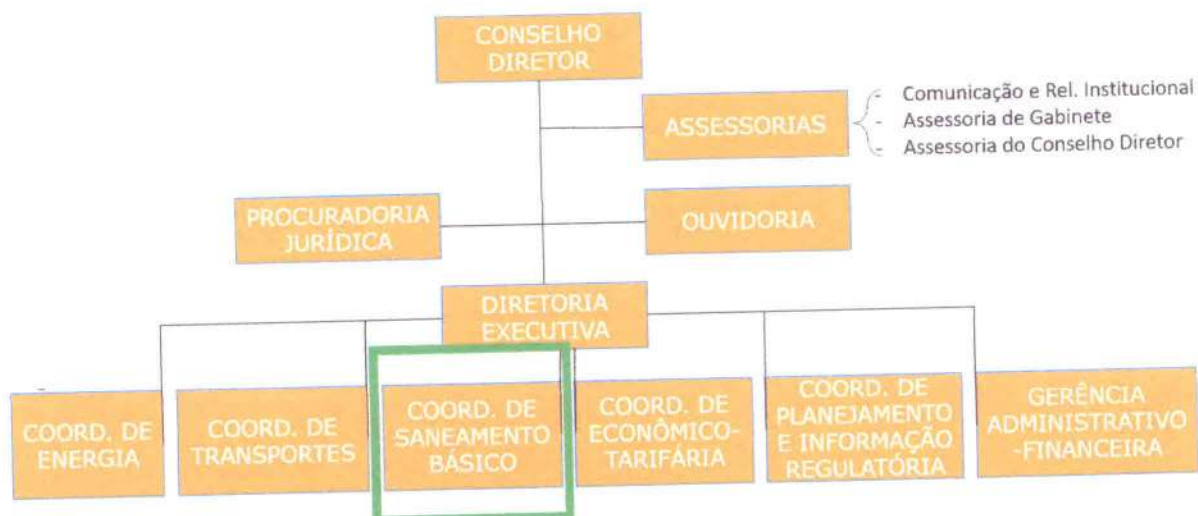 CONSELHO
DIRETOR
ASSESSORIAS
- Comunicação e Rel. Institucional
- Assessoria de Gabinete
- Assessoria do Conselho Diretor
PROCURADORIA
JURÍDICA
OUVIDORIA
DIRETORIA
EXECUTIVA
COORD. DE
ENERGIA
COORD. DE
TRANSPORTES
COORD. DE
SANEAMENTO
BÁSICO
COORD. DE
ECONÔMICO-
TARIFÁRIA
COORD. DE
PLANEJAMENTO
E INFORMAÇÃO
REGULATÓRIA
GERÊNCIA
ADMINISTRATIVO
-FINANCEIRA